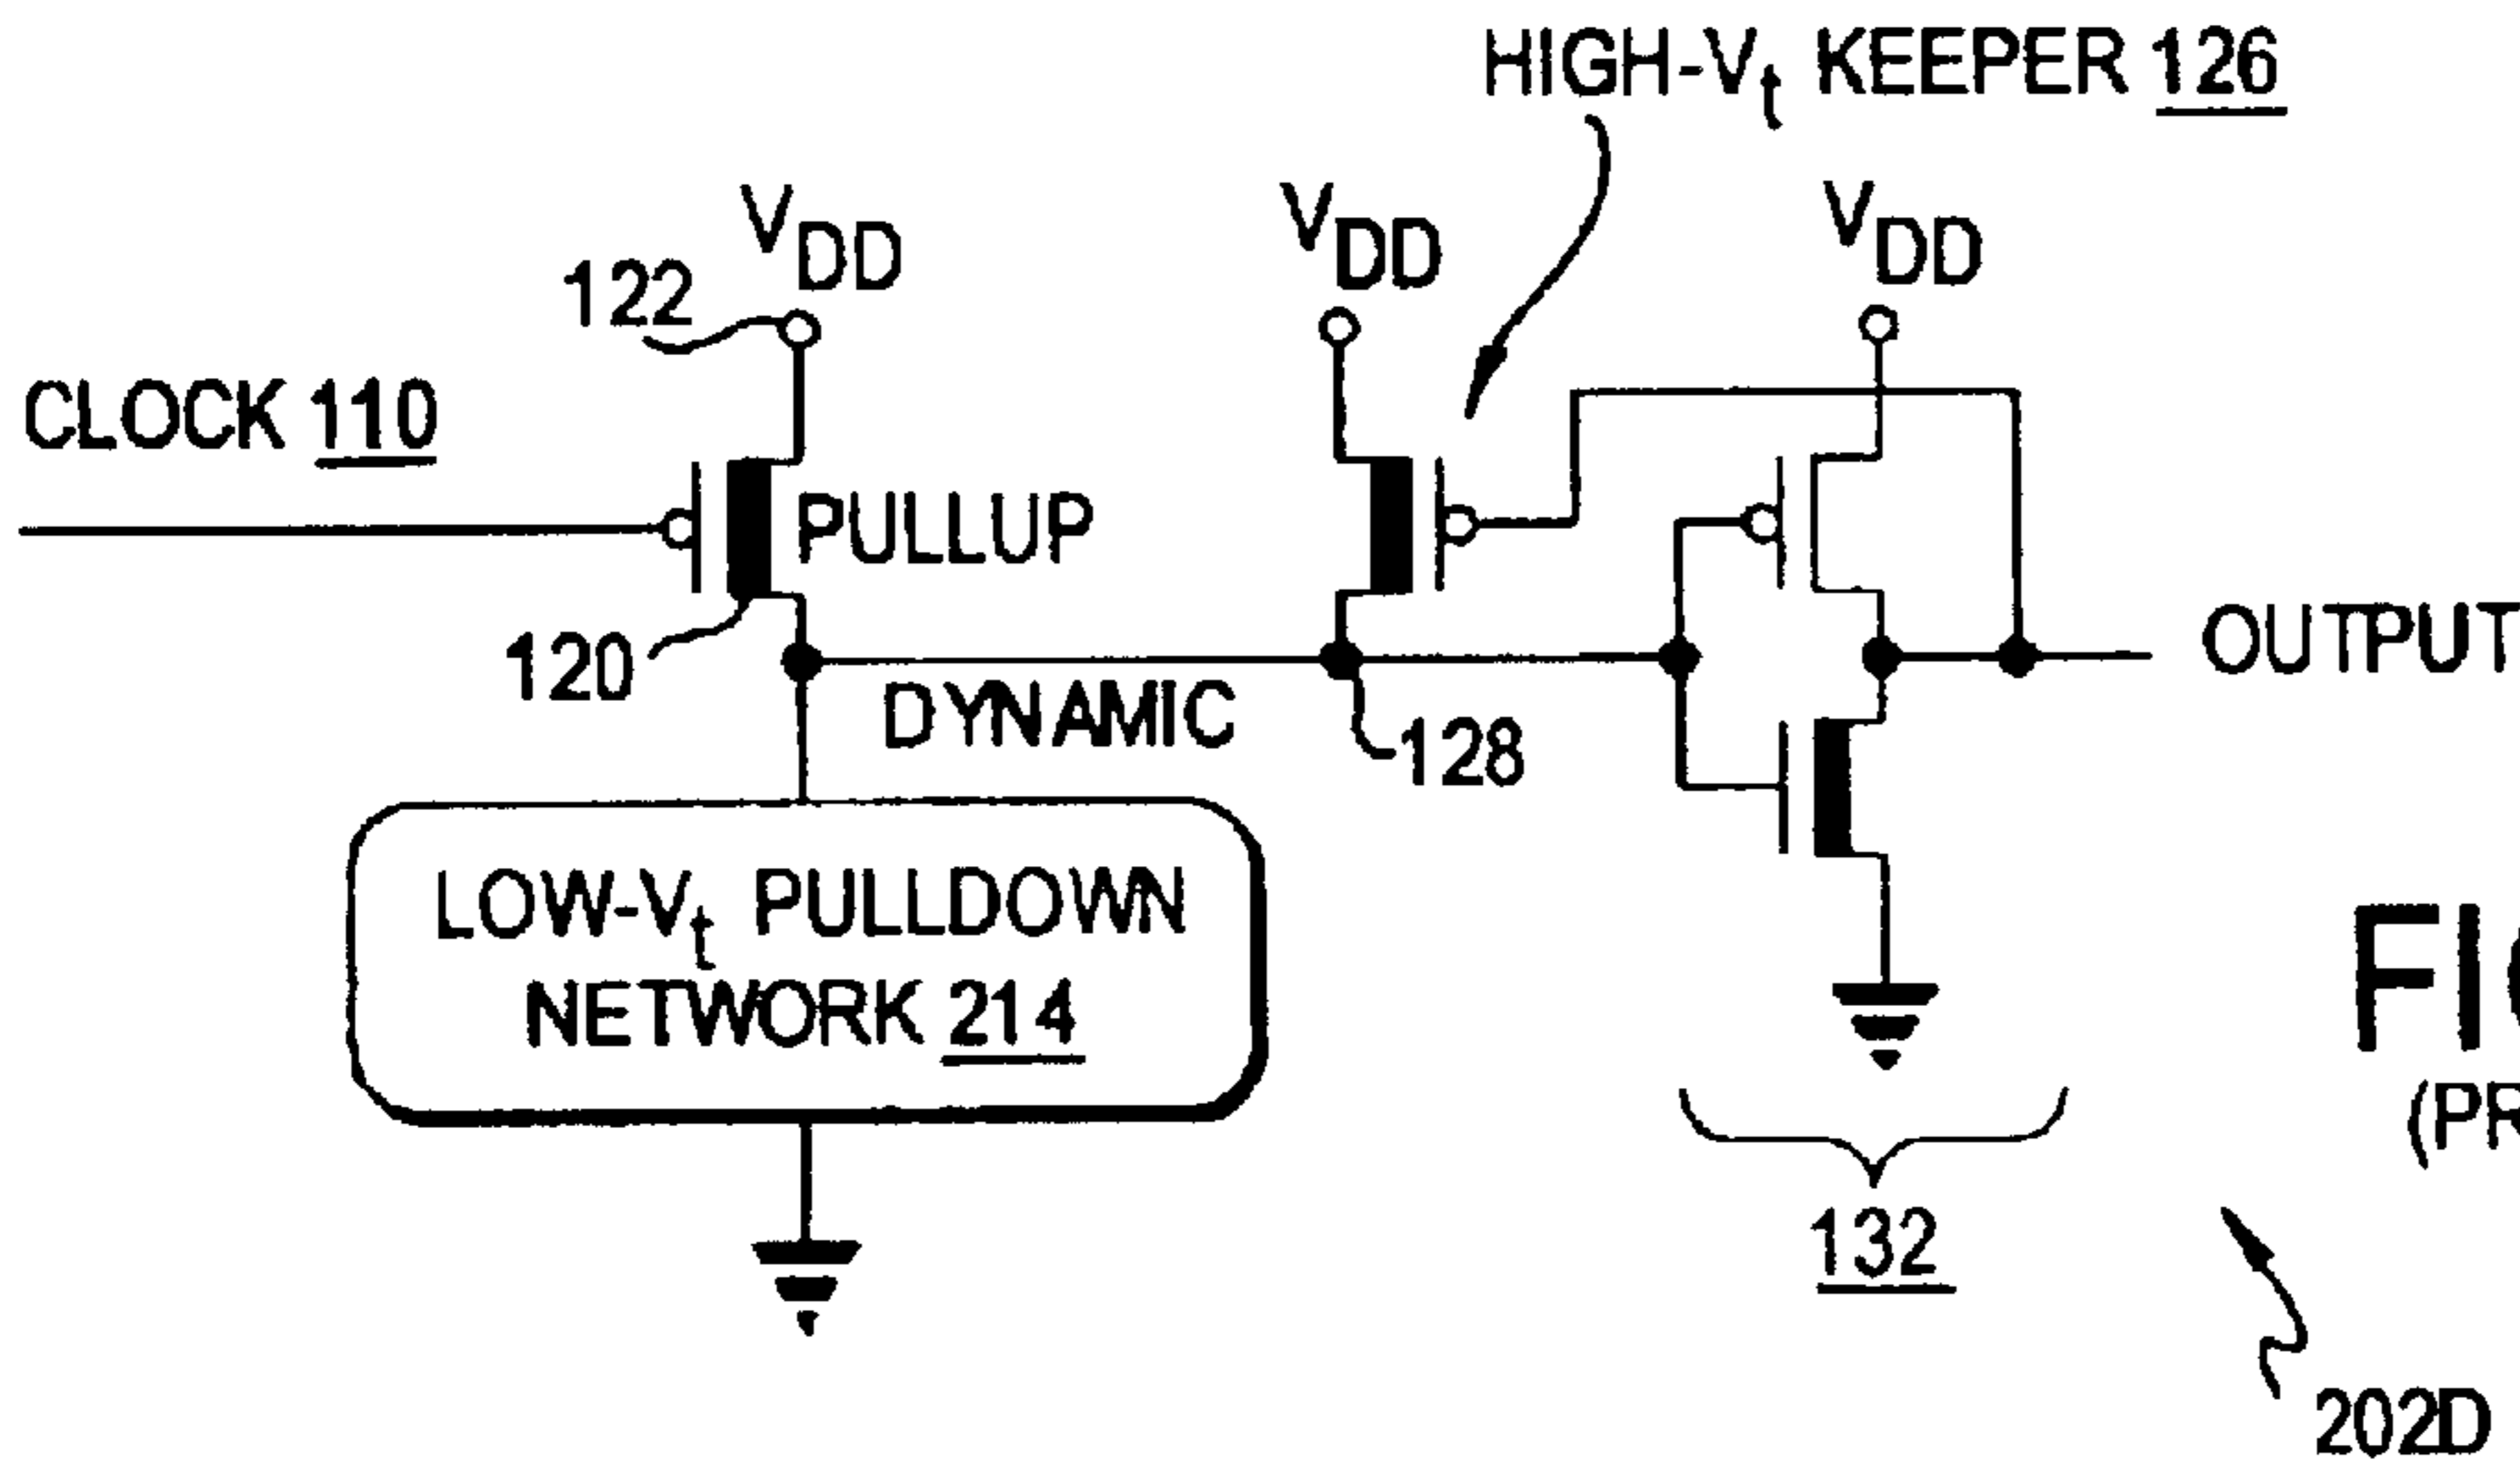 HIGH-Vt KEEPER 126
VDD
VDD
VDD
122
CLOCK 110
PULLUP
120
DYNAMIC
128
OUTPUT
LOW-Vt PULLDOWN
NETWORK 214
132
202D